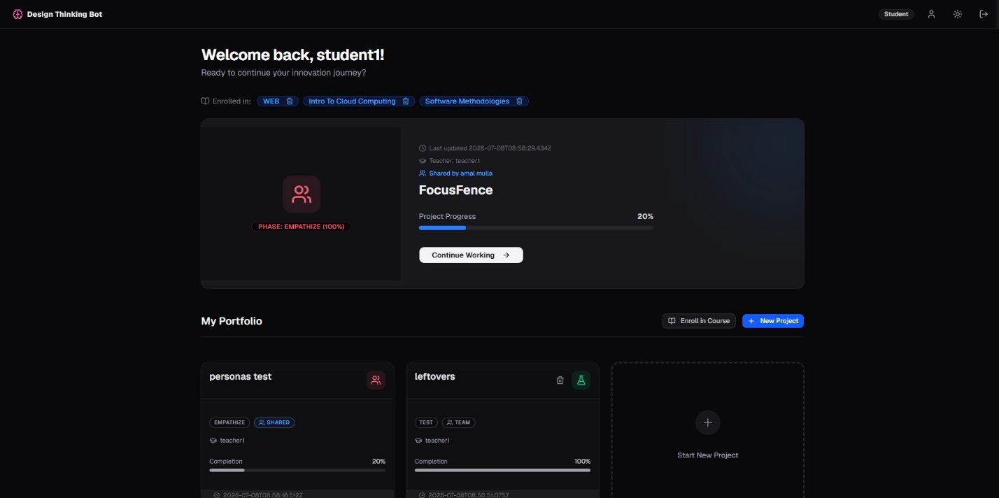 Design Thinking Bot
Student
Welcome back, student1!
Ready to continue your innovation journey?
Enrolled in: WEB Intro To Cloud Computing Software Methodologies
PHASE: EMPATHIZE (100%)
Last updated 2026-07-08T08:58:29.434Z
Teacher: teacher1
Shared by amal mulla
FocusFence
Project Progress 20%
Continue Working
My Portfolio
Enroll in Course
New Project
personas test
EMPATHIZE SHARED
teacher1
Completion 20%
2026-07-08T08:58:18.512Z
leftovers
TEST TEAM
teacher1
Completion 100%
2026-07-08T08:56:51.075Z
Start New Project